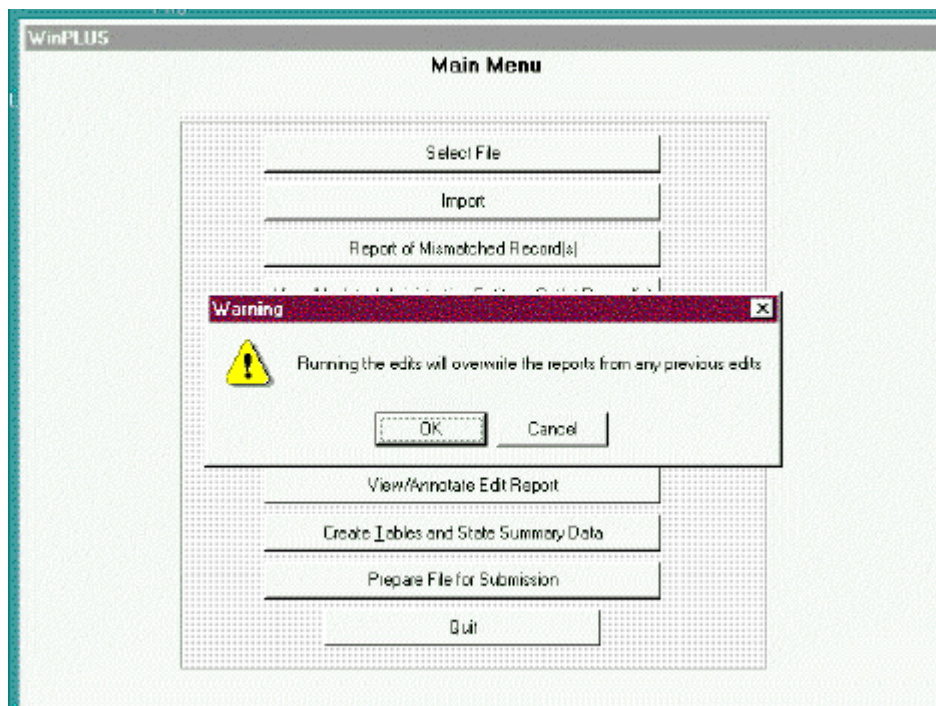 WinPLUS
Main Menu
Select File
Import
Report of Mismatched Record(s)
Warning
Running the edits will overwrite the reports from any previous edits
OK
Cancel
View/Annotate Edit Report
Create Tables and State Summary Data
Prepare File for Submission
Quit